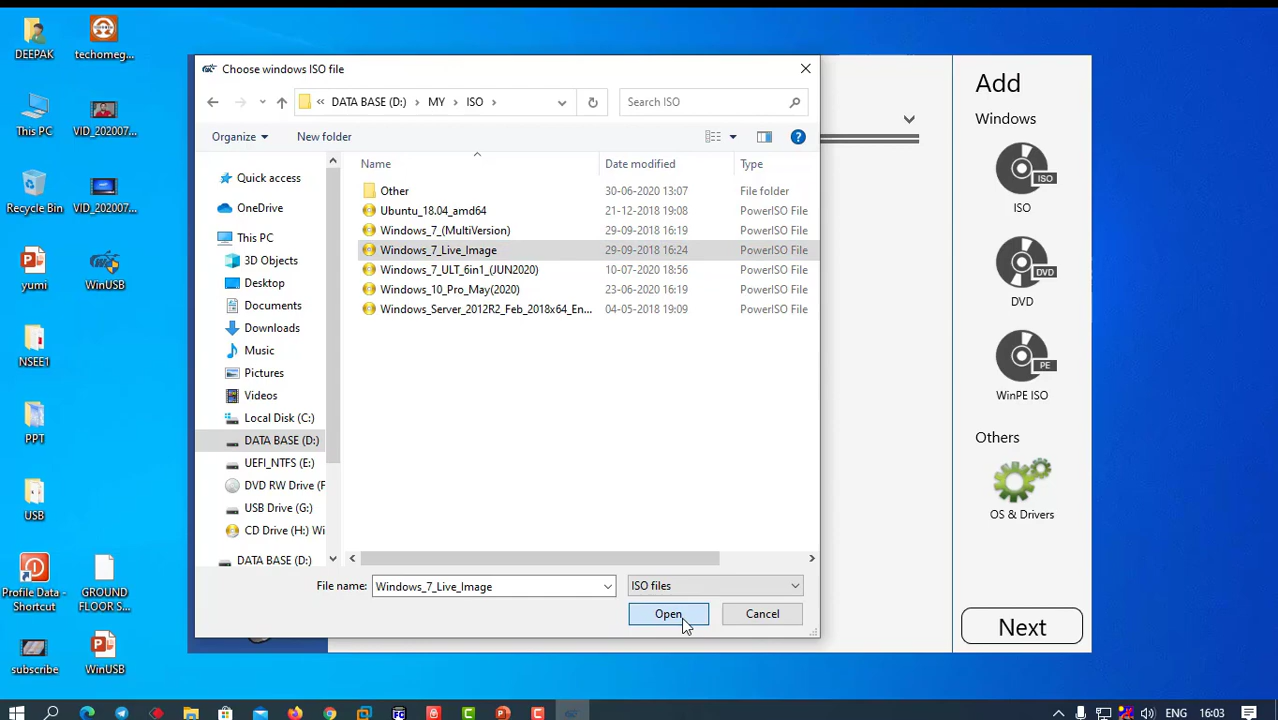 DEEPAK
techomeg...
This PC
VID_202007...
Recycle Bin
VID_202007...
yumi
WinUSB
NSEE1
PPT
USB
Profile Data -
Shortcut
GROUND
FLOOR S...
subscribe
WinUSB
Choose windows ISO file
« DATA BASE (D:) › MY › ISO ›
Search ISO
Organize
New folder
Quick access
OneDrive
This PC
3D Objects
Desktop
Documents
Downloads
Music
Pictures
Videos
Local Disk (C:)
DATA BASE (D:)
UEFI_NTFS (E:)
DVD RW Drive (F
USB Drive (G:)
CD Drive (H:) Wi
DATA BASE (D:)
Name Date modified Type
Other 30-06-2020 13:07 File folder
Ubuntu_18.04_amd64 21-12-2018 19:08 PowerISO File
Windows_7_(MultiVersion) 29-09-2018 16:19 PowerISO File
Windows_7_Live_Image 29-09-2018 16:24 PowerISO File
Windows_7_ULT_6in1_(JUN2020) 10-07-2020 18:56 PowerISO File
Windows_10_Pro_May(2020) 23-06-2020 16:19 PowerISO File
Windows_Server_2012R2_Feb_2018x64_En... 04-05-2018 19:09 PowerISO File
File name: Windows_7_Live_Image
ISO files
Open
Cancel
Add
Windows
ISO
ISO
DVD
DVD
PE
WinPE ISO
Others
OS & Drivers
Next
ENG
16:03